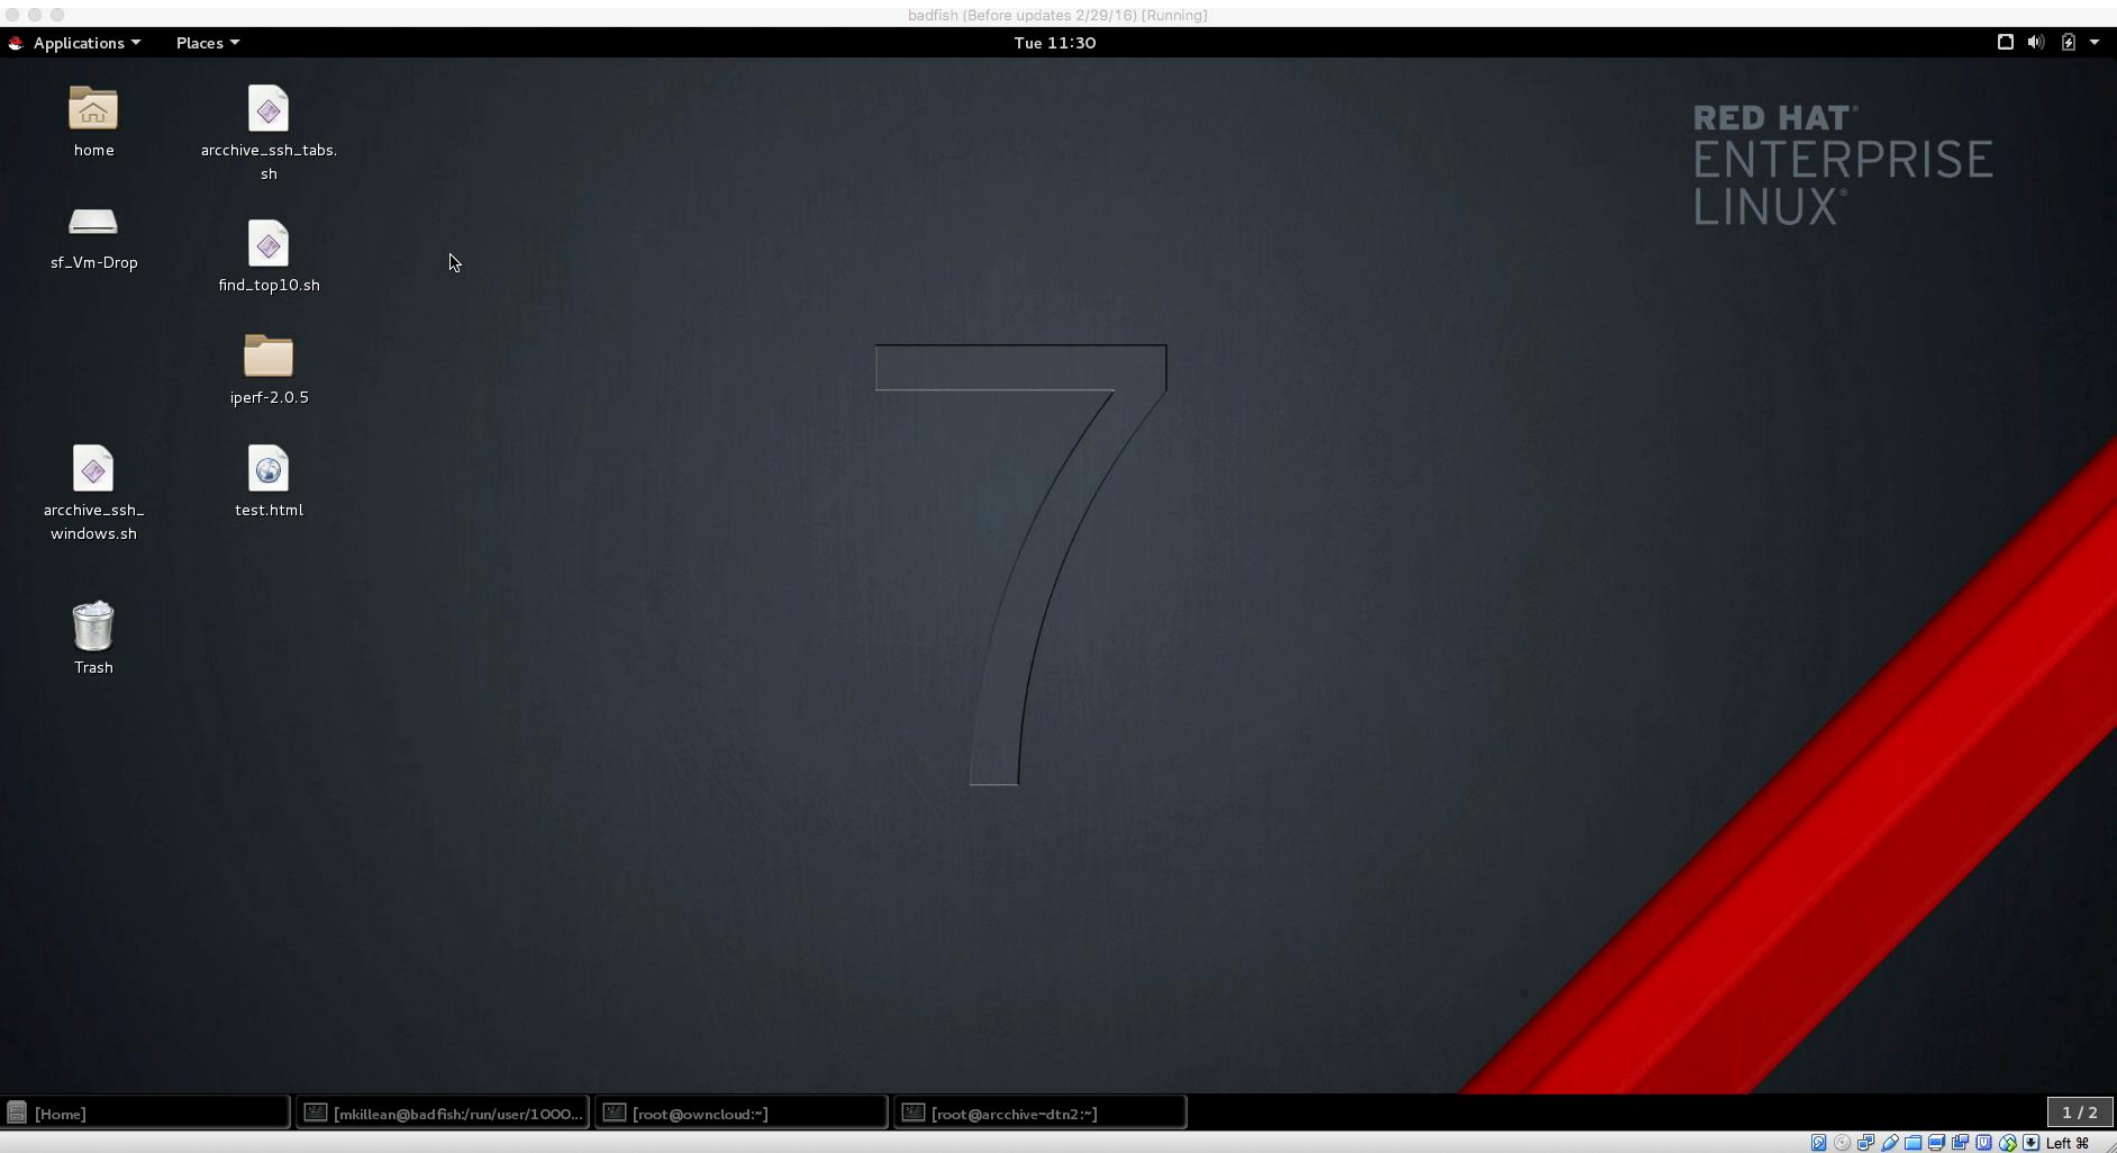 badfish (Before updates 2/29/16) [Running]
Applications Places Tue 11:30
RED HAT®
ENTERPRISE
LINUX®
home
arcchive_ssh_tabs.
sh
sf_Vm-Drop
find_top10.sh
iperf-2.0.5
arcchive_ssh_
windows.sh
test.html
Trash
7
[Home] [mkillean@badfish:/run/user/1000... [root@owncloud:~] [root@arcchive-dtn2:~] 1 / 2
Left ⌘